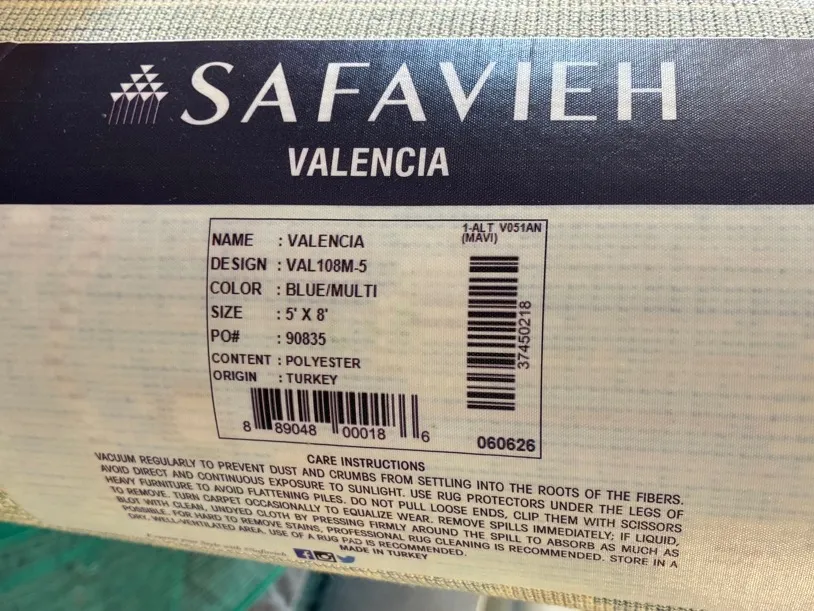 SAFAVIEH
VALENCIA
NAME : VALENCIA
DESIGN : VAL108M-5
COLOR : BLUE/MULTI
SIZE : 5' X 8'
PO# : 90835
CONTENT : POLYESTER
ORIGIN : TURKEY
1-ALT V051AN
(MAVI)
37450218
8 89048 00018 6
060626
CARE INSTRUCTIONS
VACUUM REGULARLY TO PREVENT DUST AND CRUMBS FROM SETTLING INTO THE ROOTS OF THE FIBERS.
AVOID DIRECT AND CONTINUOUS EXPOSURE TO SUNLIGHT. USE RUG PROTECTORS UNDER THE LEGS OF
HEAVY FURNITURE TO AVOID FLATTENING PILES. DO NOT PULL LOOSE ENDS, CLIP THEM WITH SCISSORS
TO REMOVE. TURN CARPET OCCASIONALLY TO EQUALIZE WEAR. REMOVE SPILLS IMMEDIATELY; IF LIQUID,
BLOT WITH CLEAN, UNDYED CLOTH BY PRESSING FIRMLY AROUND THE SPILL TO ABSORB AS MUCH AS
POSSIBLE. FOR HARD TO REMOVE STAINS, PROFESSIONAL RUG CLEANING IS RECOMMENDED. STORE IN A
DRY, WELL-VENTILATED AREA. USE OF A RUG PAD IS RECOMMENDED.
MADE IN TURKEY